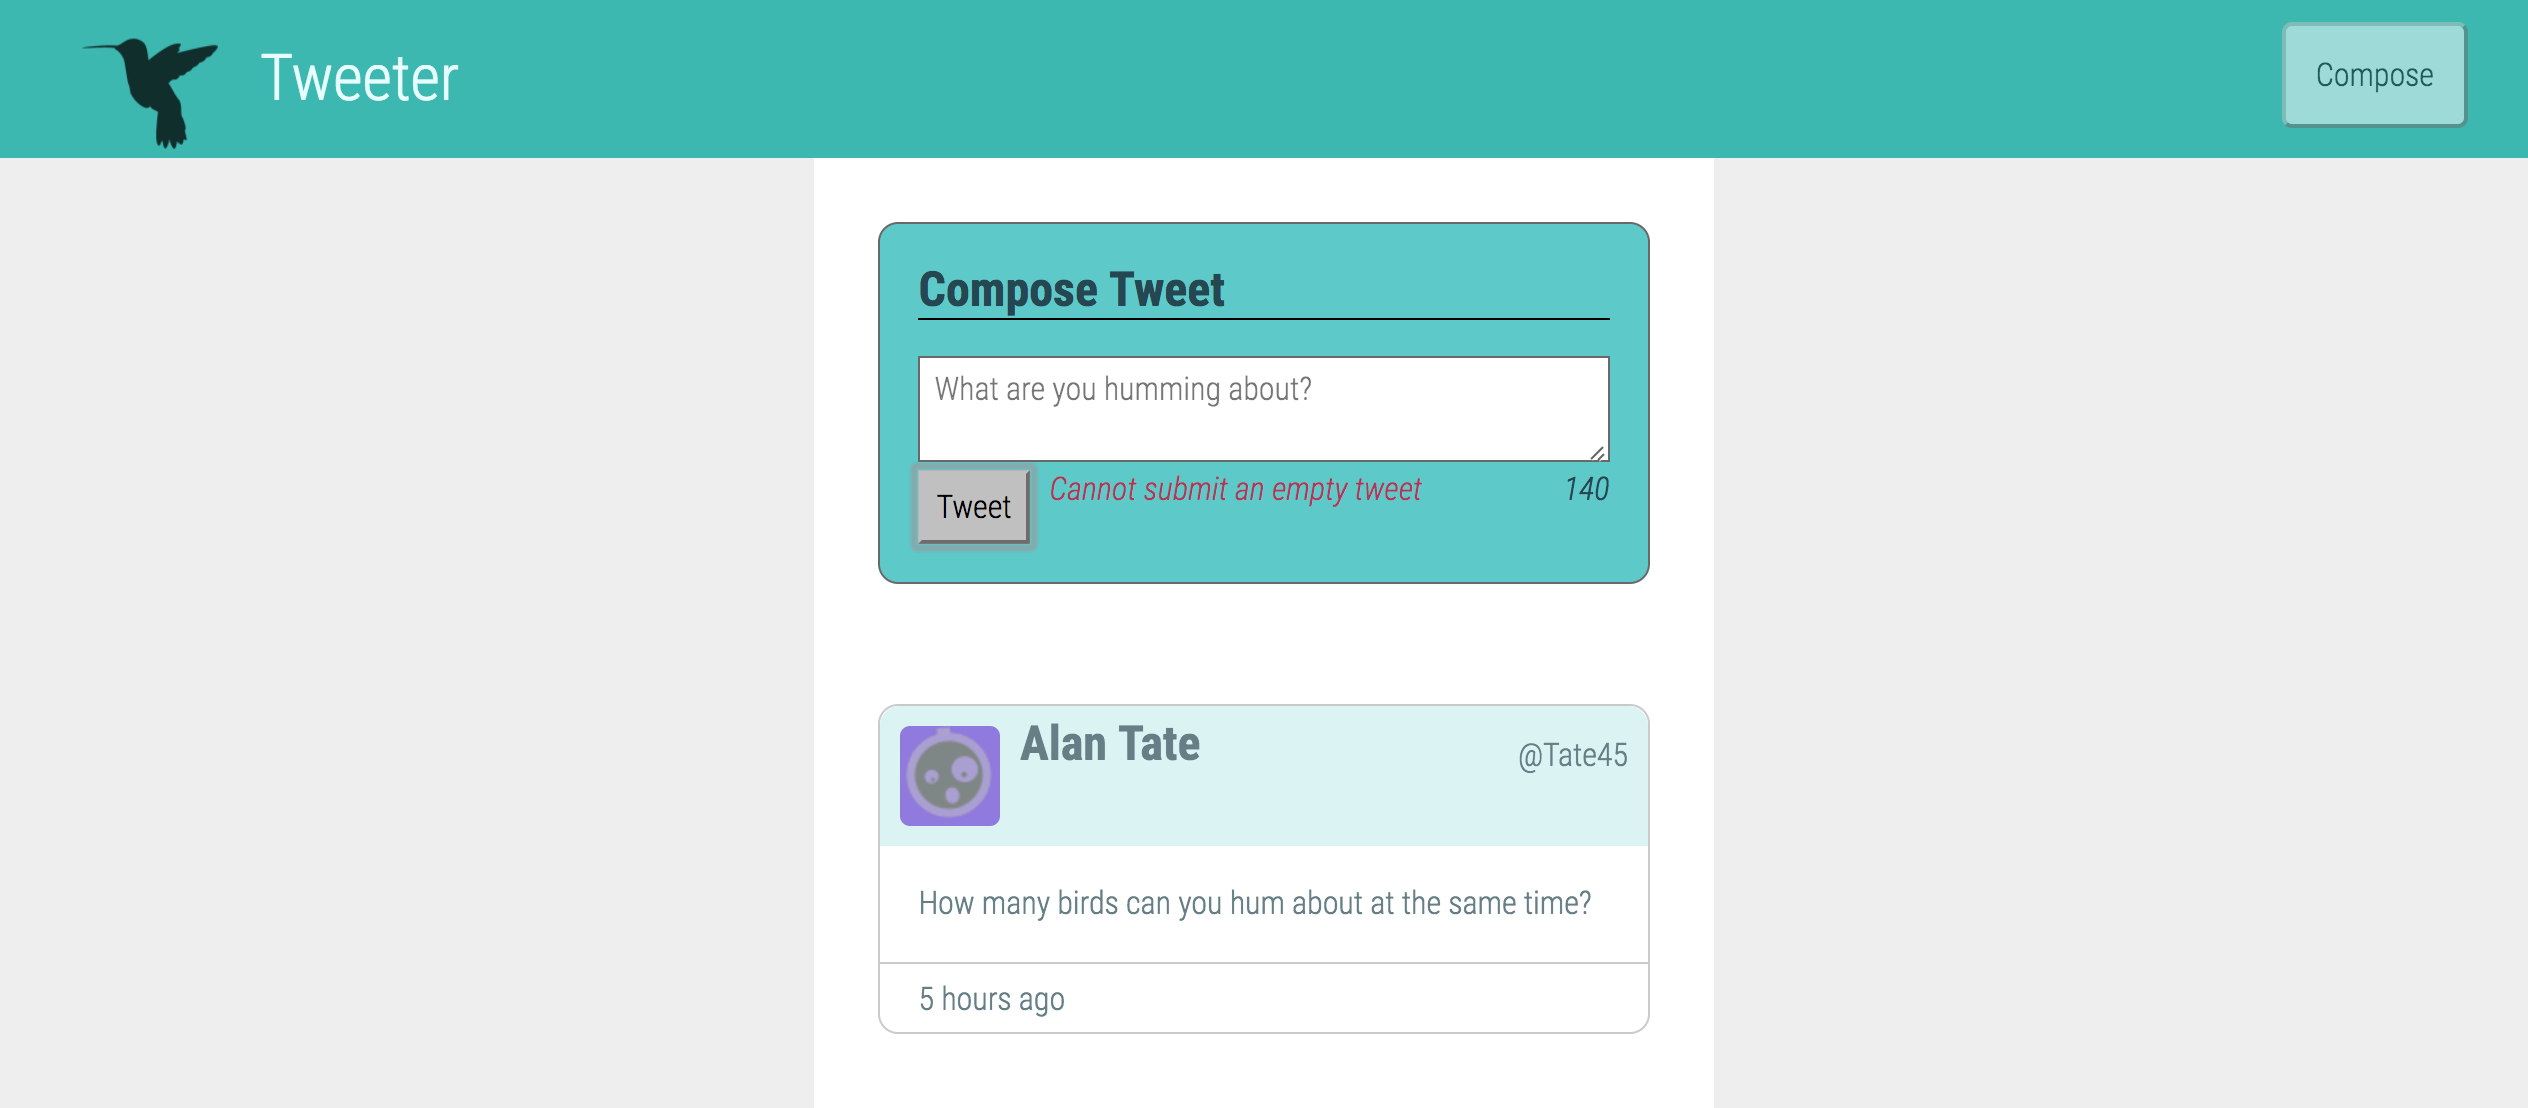 Tweeter
Compose
Compose Tweet
What are you humming about?
Tweet Cannot submit an empty tweet 140
Alan Tate @Tate45
How many birds can you hum about at the same time?
5 hours ago